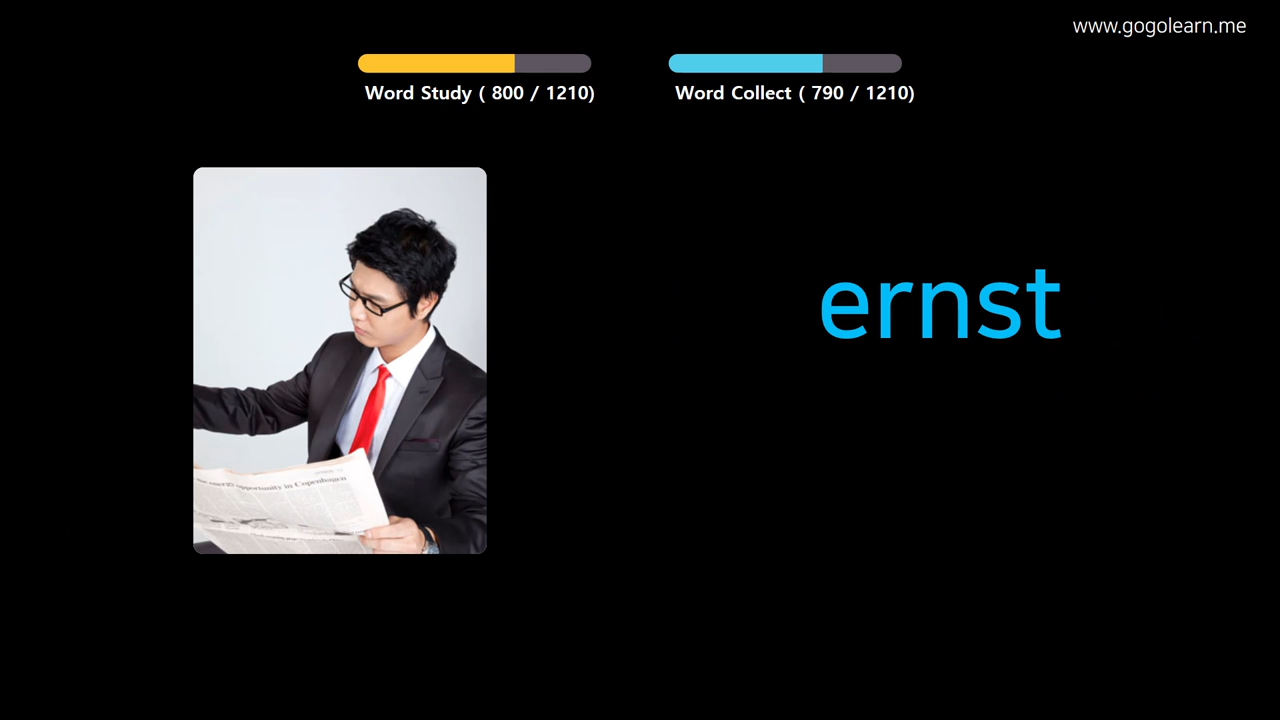 www.gogolearn.me
Word Study ( 800 / 1210)
Word Collect ( 790 / 1210)
ernst
opportunity in Copenhagen